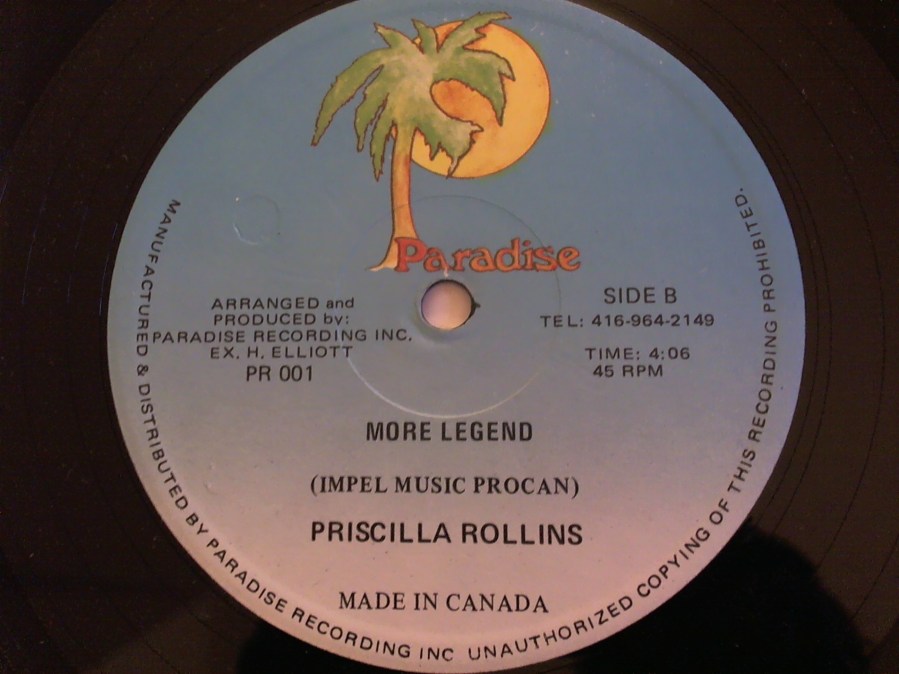 Paradise
ARRANGED and
PRODUCED by:
PARADISE RECORDING INC.
EX. H. ELLIOTT
PR 001
SIDE B
TEL: 416-964-2149
TIME: 4:06
45 RPM
MORE LEGEND
(IMPEL MUSIC PROCAN)
PRISCILLA ROLLINS
MADE IN CANADA
MANUFACTURED & DISTRIBUTED BY PARADISE RECORDING INC UNAUTHORIZED COPYING OF THIS RECORDING PROHIBITED.